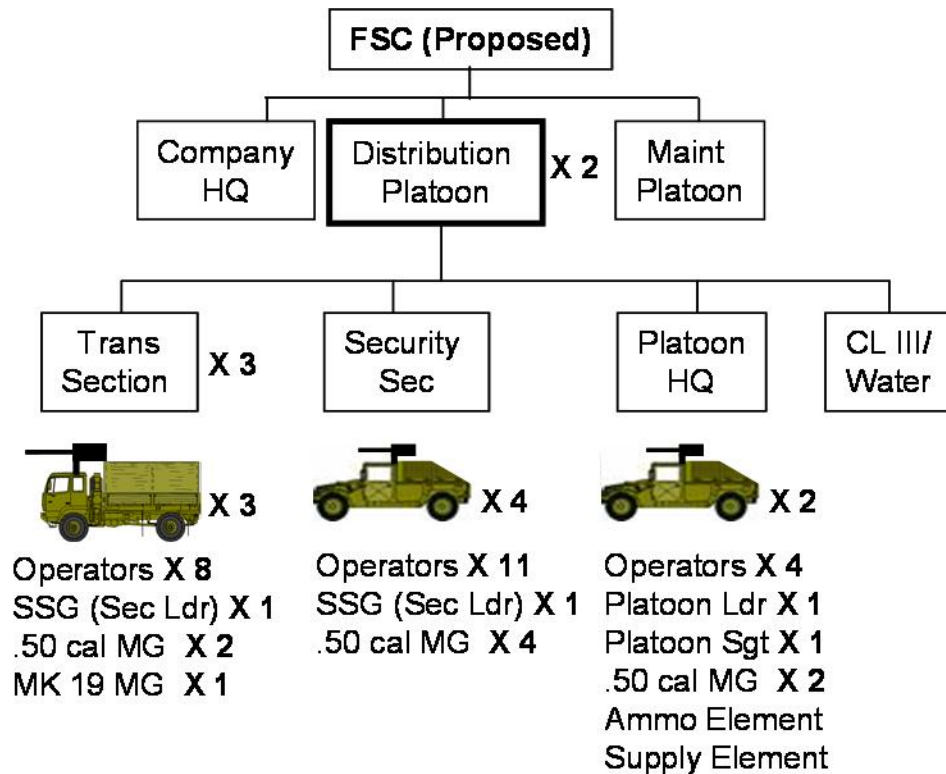 FSC (Proposed)
Company
HQ
Distribution
Platoon
X 2
Maint
Platoon
Trans
Section
X 3
Security
Sec
Platoon
HQ
CL III/
Water
X 3
X 4
X 2
Operators X 8
SSG (Sec Ldr) X 1
.50 cal MG X 2
MK 19 MG X 1
Operators X 11
SSG (Sec Ldr) X 1
.50 cal MG X 4
Operators X 4
Platoon Ldr X 1
Platoon Sgt X 1
.50 cal MG X 2
Ammo Element
Supply Element